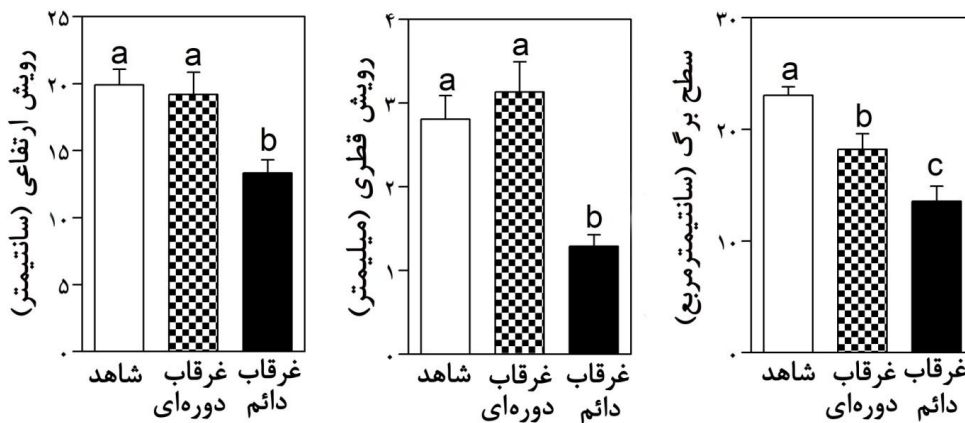 رویش ارتفاعی (سانتیمتر)
۲۵
۲۰
۱۵
۱۰
۵
۰
a
a
b
شاهد
غرقاب دوره‌ای
غرقاب دائم
رویش قطری (میلیمتر)
۴
۳
۲
۱
۰
a
a
b
شاهد
غرقاب دوره‌ای
غرقاب دائم
سطح برگ (سانتیمترمربع)
۳۰
۲۰
۱۰
۰
a
b
c
شاهد
غرقاب دوره‌ای
غرقاب دائم